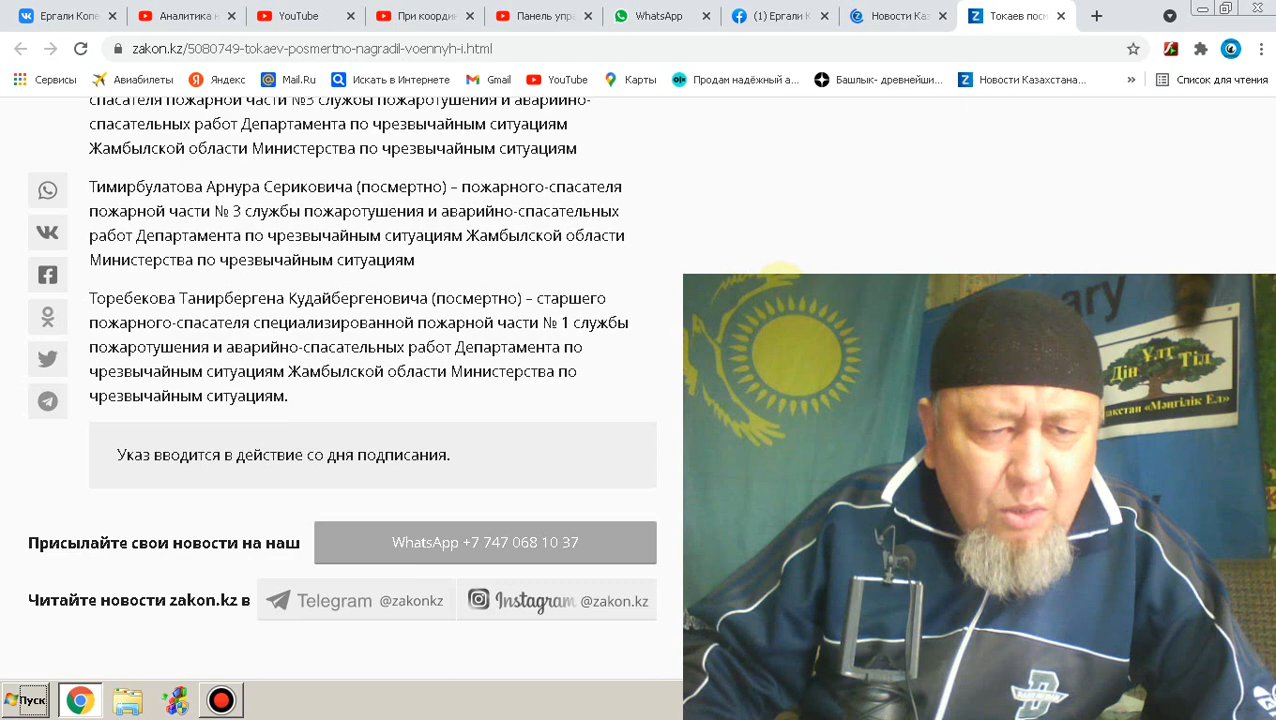 Ергали Копе
Аналитика н
YouTube
При коорди
Панель упр
WhatsApp
(1) Ергали К
Новости Каз
Токаев пос
zakon.kz/5080749-tokaev-posmertno-nagradil-voennyh-i.html
Сервисы
Авиабилеты
Яндекс
Mail.Ru
Искать в Интернете
Gmail
YouTube
Карты
Продам надёжный а...
Башлык- древнейши...
Новости Казахстана...
»
Список для чтения
спасателя пожарной части №3 службы пожаротушения и аварийно-
спасательных работ Департамента по чрезвычайным ситуациям
Жамбылской области Министерства по чрезвычайным ситуациям
Тимирбулатова Арнура Сериковича (посмертно) – пожарного-спасателя
пожарной части № 3 службы пожаротушения и аварийно-спасательных
работ Департамента по чрезвычайным ситуациям Жамбылской области
Министерства по чрезвычайным ситуациям
Торебекова Танирбергена Кудайбергеновича (посмертно) – старшего
пожарного-спасателя специализированной пожарной части № 1 службы
пожаротушения и аварийно-спасательных работ Департамента по
чрезвычайным ситуациям Жамбылской области Министерства по
чрезвычайным ситуациям.
Указ вводится в действие со дня подписания.
Присылайте свои новости на наш
WhatsApp +7 747 068 10 37
Читайте новости zakon.kz в
Telegram @zakonkz
Instagram @zakon.kz
Ұлт
Дін Тіл
«Мәңгілік Ел»
Пуск